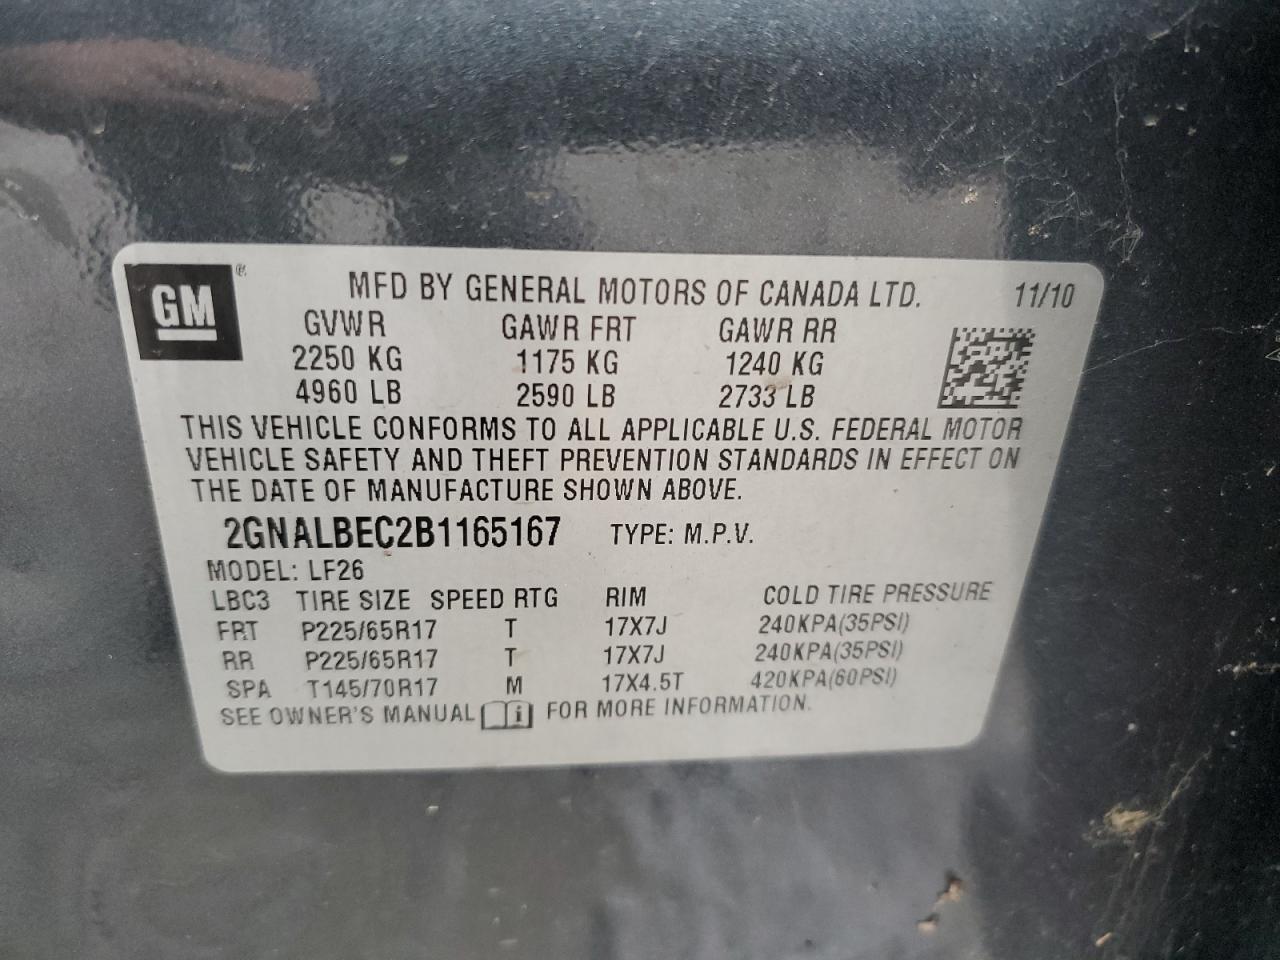 GM®
MFD BY GENERAL MOTORS OF CANADA LTD. 11/10
GVWR GAWR FRT GAWR RR
2250 KG 1175 KG 1240 KG
4960 LB 2590 LB 2733 LB
THIS VEHICLE CONFORMS TO ALL APPLICABLE U.S. FEDERAL MOTOR
VEHICLE SAFETY AND THEFT PREVENTION STANDARDS IN EFFECT ON
THE DATE OF MANUFACTURE SHOWN ABOVE.
2GNALBEC2B1165167 TYPE: M.P.V.
MODEL: LF26
LBC3 TIRE SIZE SPEED RTG RIM COLD TIRE PRESSURE
FRT P225/65R17 T 17X7J 240KPA(35PSI)
RR P225/65R17 T 17X7J 240KPA(35PSI)
SPA T145/70R17 M 17X4.5T 420KPA(60PSI)
SEE OWNER'S MANUAL i FOR MORE INFORMATION.